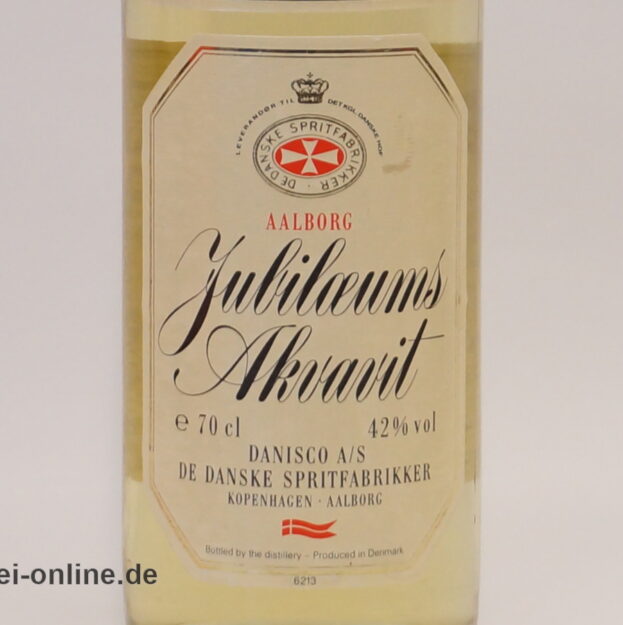 LEVERANDØR TIL DET KGL. DANSKE HOF
DE DANSKE SPRITFABRIKKER
AALBORG
Jubilæums
Akvavit
℮ 70 cl 42% vol
DANISCO A/S
DE DANSKE SPRITFABRIKKER
KOPENHAGEN · AALBORG
Bottled by the distillery – Produced in Denmark
ei-online.de
6213